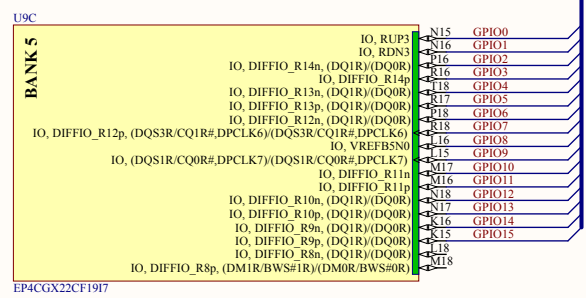 U9C
BANK 5
IO, RUP3 N15 GPIO0
IO, RDN3 N16 GPIO1
IO, DIFFIO_R14n, (DQ1R)/(DQ0R) P16 GPIO2
IO, DIFFIO_R14p R16 GPIO3
IO, DIFFIO_R13n, (DQ1R)/(DQ0R) T18 GPIO4
IO, DIFFIO_R13p, (DQ1R)/(DQ0R) R17 GPIO5
IO, DIFFIO_R12n, (DQ1R)/(DQ0R) P18 GPIO6
IO, DIFFIO_R12p, (DQS3R/CQ1R#,DPCLK6)/(DQS3R/CQ1R#,DPCLK6) R18 GPIO7
IO, VREFB5N0 L16 GPIO8
IO, (DQS1R/CQ0R#,DPCLK7)/(DQS1R/CQ0R#,DPCLK7) L15 GPIO9
IO, DIFFIO_R11n M17 GPIO10
IO, DIFFIO_R11p M16 GPIO11
IO, DIFFIO_R10n, (DQ1R)/(DQ0R) N18 GPIO12
IO, DIFFIO_R10p, (DQ1R)/(DQ0R) N17 GPIO13
IO, DIFFIO_R9n, (DQ1R)/(DQ0R) K16 GPIO14
IO, DIFFIO_R9p, (DQ1R)/(DQ0R) K15 GPIO15
IO, DIFFIO_R8n, (DQ1R)/(DQ0R) L18
IO, DIFFIO_R8p, (DM1R/BWS#1R)/(DM0R/BWS#0R) M18
EP4CGX22CF19I7